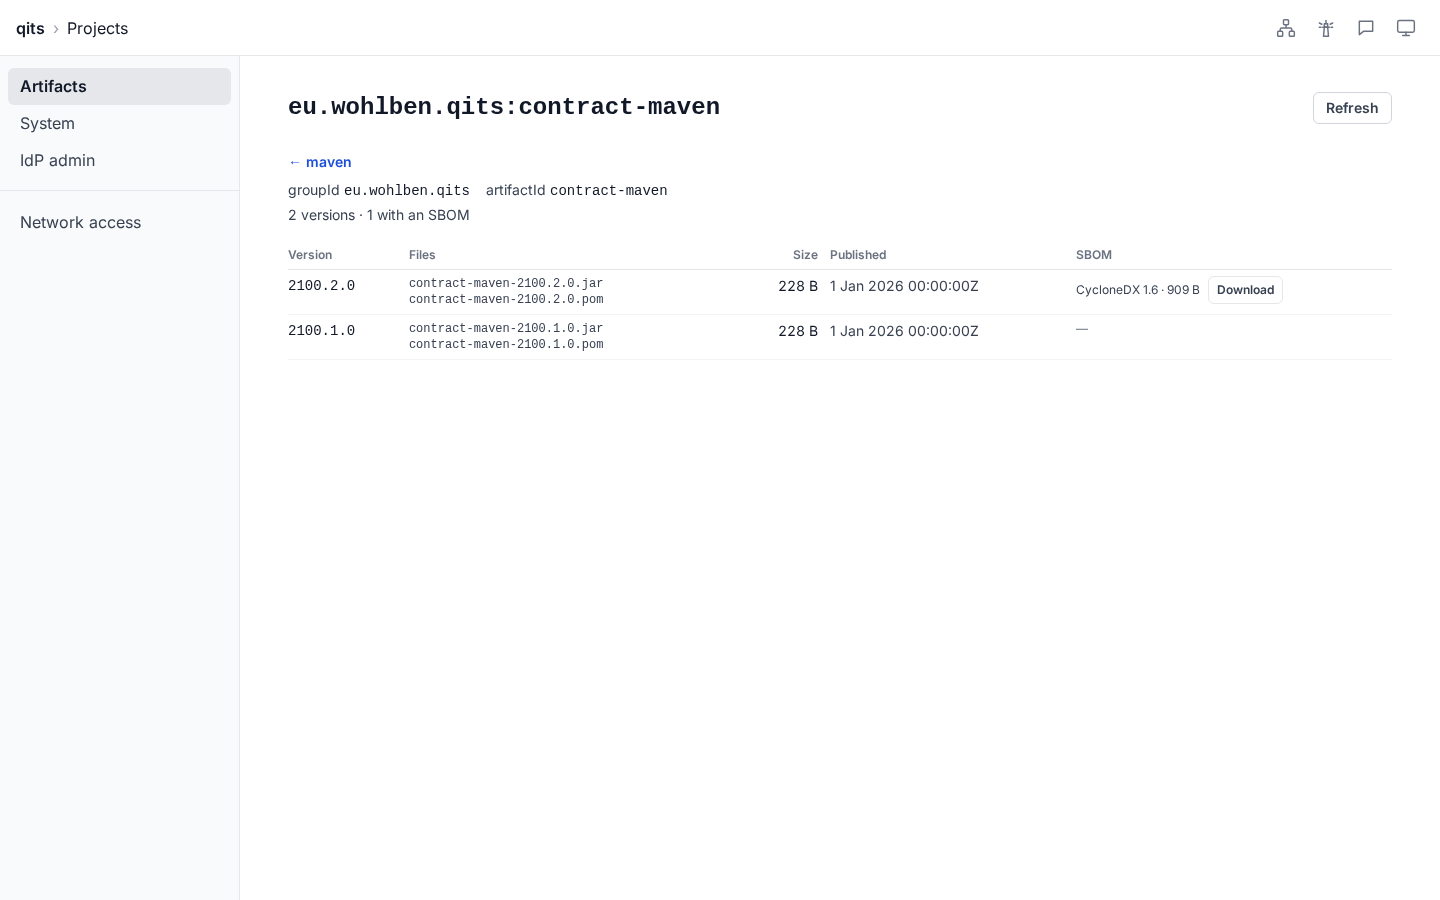 qits › Projects
Artifacts
System
IdP admin
Network access
eu.wohlben.qits:contract-maven
Refresh
← maven
groupId eu.wohlben.qits artifactId contract-maven
2 versions · 1 with an SBOM
Version Files Size Published SBOM
2100.2.0 contract-maven-2100.2.0.jar 228 B 1 Jan 2026 00:00:00Z CycloneDX 1.6 · 909 B Download
contract-maven-2100.2.0.pom
2100.1.0 contract-maven-2100.1.0.jar 228 B 1 Jan 2026 00:00:00Z —
contract-maven-2100.1.0.pom